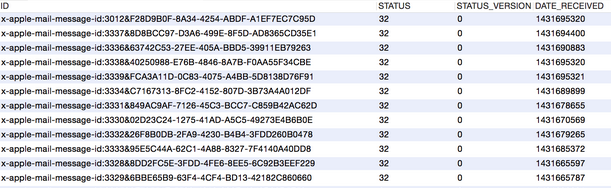 ID STATUS STATUS_VERSION DATE_RECEIVED
x-apple-mail-message-id:3012&F28D9B0F-8A34-4254-ABDF-A1EF7EC7C95D 32 0 1431695320
x-apple-mail-message-id:3337&8D8BCC97-D3A6-499E-8F5D-AD8365CD35E1 32 0 1431694400
x-apple-mail-message-id:3336&63742C53-27EE-405A-BBD5-39911EB79263 32 0 1431690883
x-apple-mail-message-id:3338&40250988-E76B-4846-8A7B-F0AA55F34CBE 32 0 1431695320
x-apple-mail-message-id:3339&FCA3A11D-0C83-4075-A4BB-5D8138D76F91 32 0 1431695321
x-apple-mail-message-id:3334&C7167313-8FC2-4152-807D-3B73A4A012DF 32 0 1431689899
x-apple-mail-message-id:3331&849AC9AF-7126-45C3-BCC7-C859B42AC62D 32 0 1431678655
x-apple-mail-message-id:3330&02D23C24-1275-41AD-A5C5-49273E4B6B0E 32 0 1431670569
x-apple-mail-message-id:3332&26F8B0DB-2FA9-4230-B4B4-3FDD260B0478 32 0 1431679265
x-apple-mail-message-id:3333&95E5C44A-62C1-4A88-8327-7F4140A40DD8 32 0 1431685372
x-apple-mail-message-id:3328&8DD2FC5E-3FDD-4FE6-8EE5-6C92B3EEF229 32 0 1431665597
x-apple-mail-message-id:3329&6BBE65B9-63F4-4CF4-BD13-42182C860660 32 0 1431665787